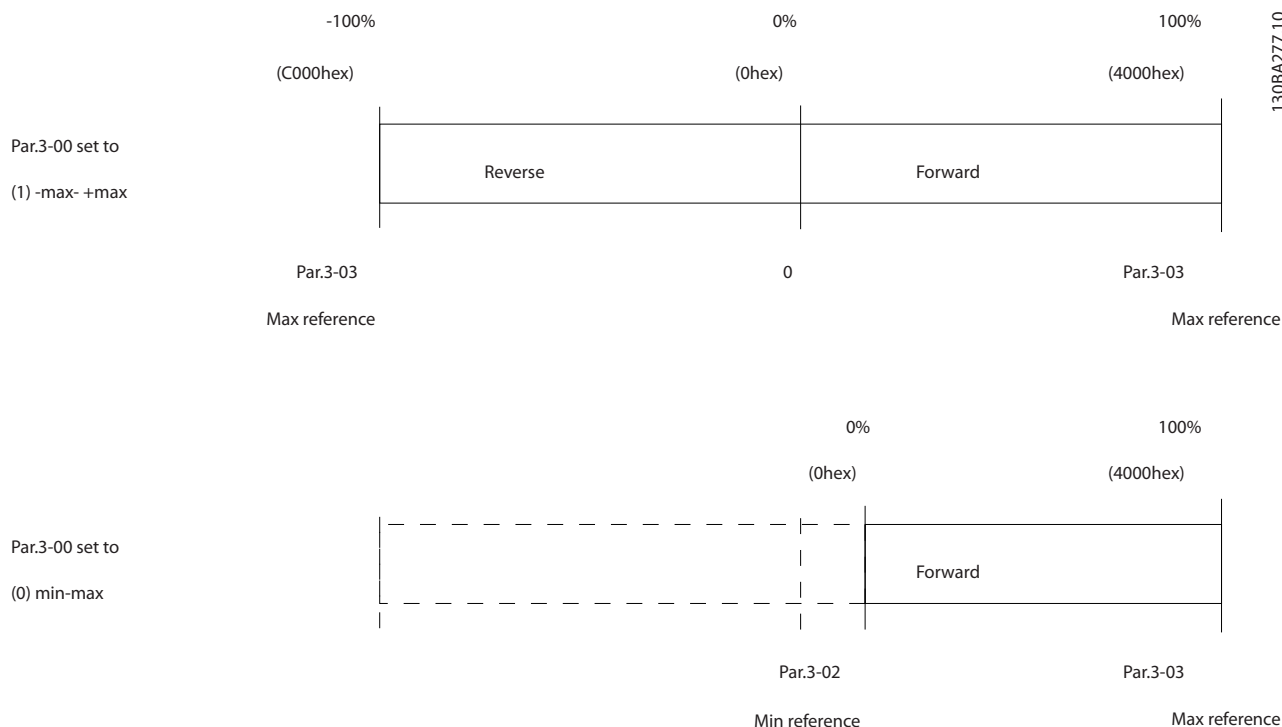 -100% 0% 100%
(C000hex) (0hex) (4000hex)
130BA277.10
Par.3-00 set to
(1) -max- +max
Reverse Forward
Par.3-03 0 Par.3-03
Max reference Max reference
0% 100%
(0hex) (4000hex)
Par.3-00 set to
(0) min-max
Forward
Par.3-02 Par.3-03
Min reference Max reference